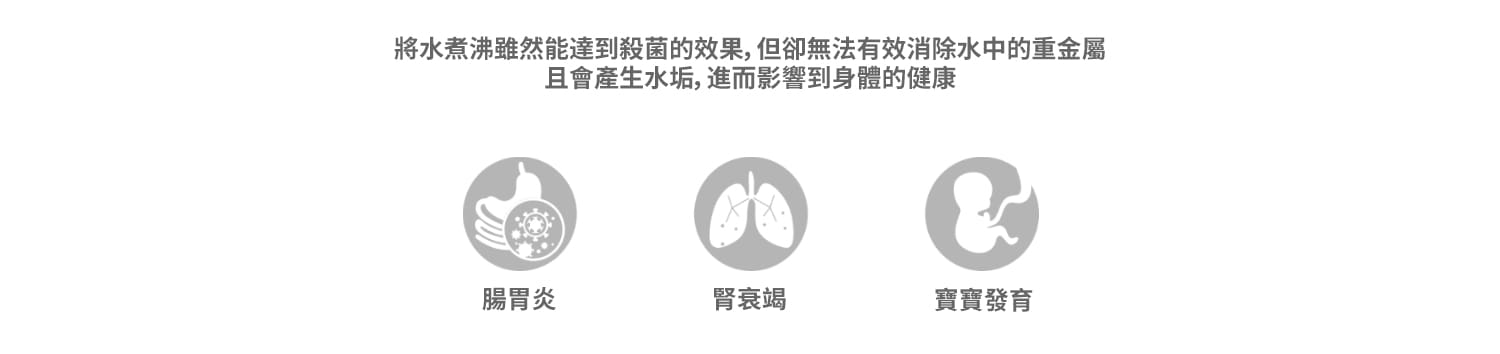 將水煮沸雖然能達到殺菌的效果, 但卻無法有效消除水中的重金屬
且會產生水垢, 進而影響到身體的健康
腸胃炎
腎衰竭
寶寶發育